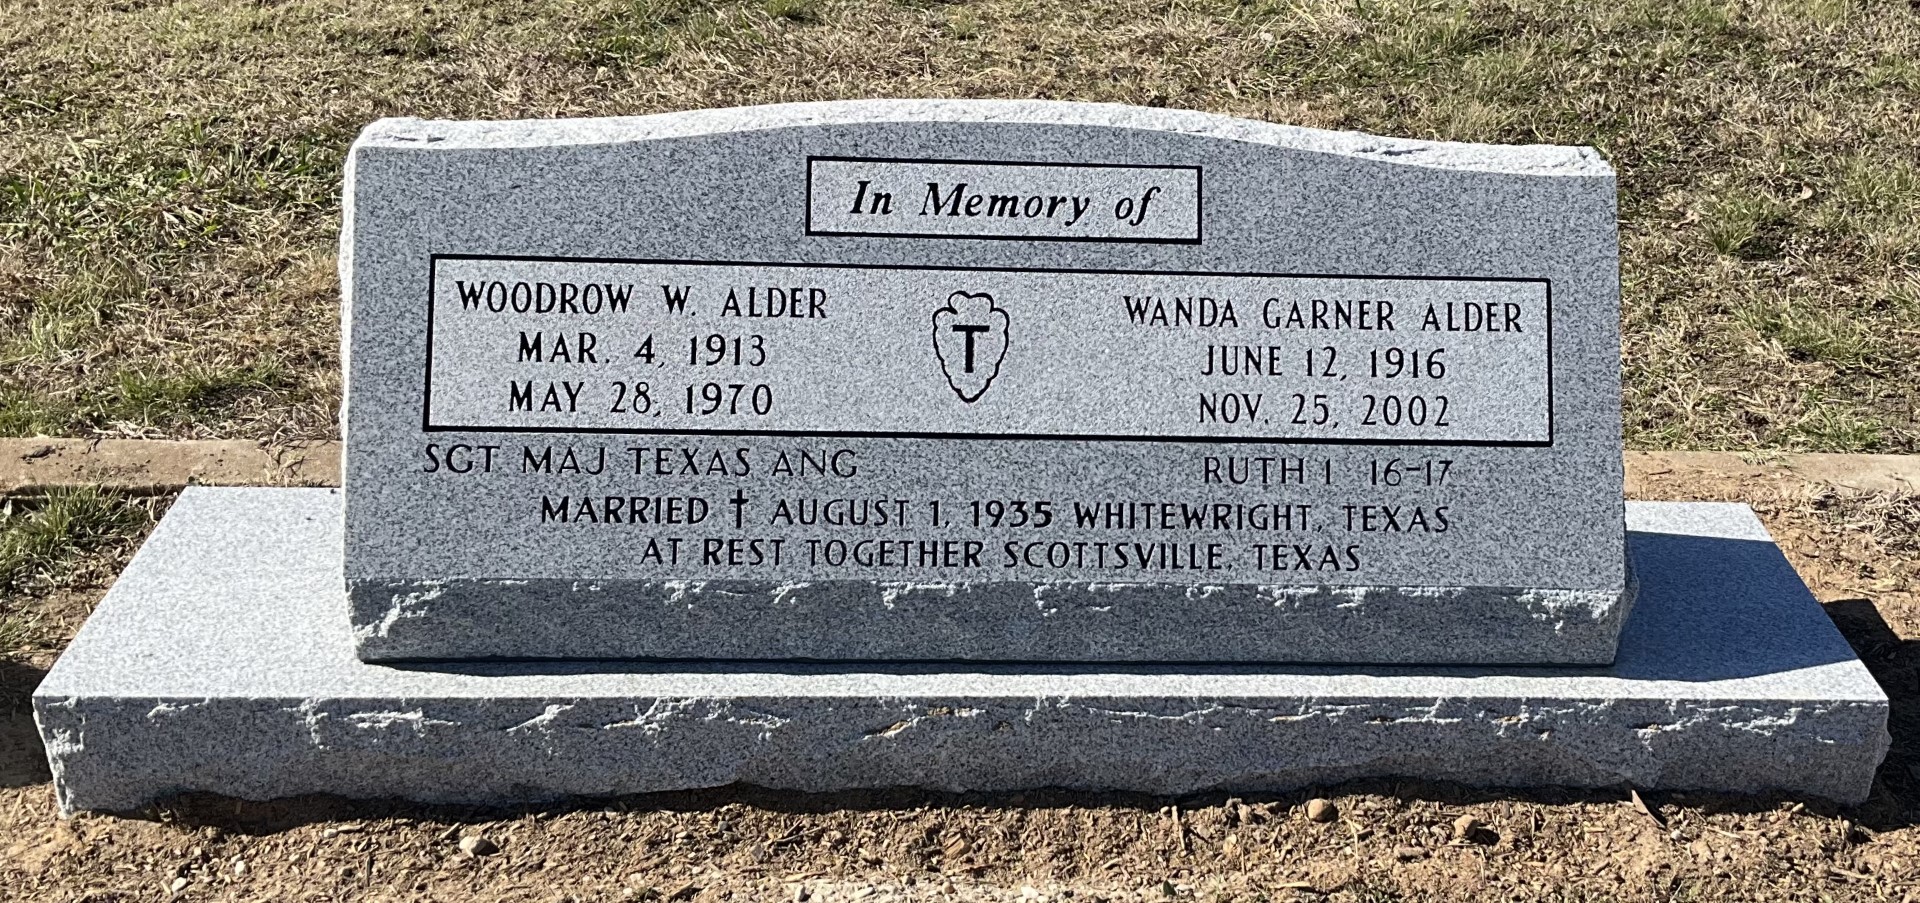 In Memory of
WOODROW W. ALDER
MAR. 4, 1913
MAY 28, 1970
T
WANDA GARNER ALDER
JUNE 12, 1916
NOV. 25, 2002
SGT MAJ TEXAS ANG
RUTH 1 16-17
MARRIED † AUGUST 1, 1935 WHITEWRIGHT, TEXAS
AT REST TOGETHER SCOTTSVILLE, TEXAS